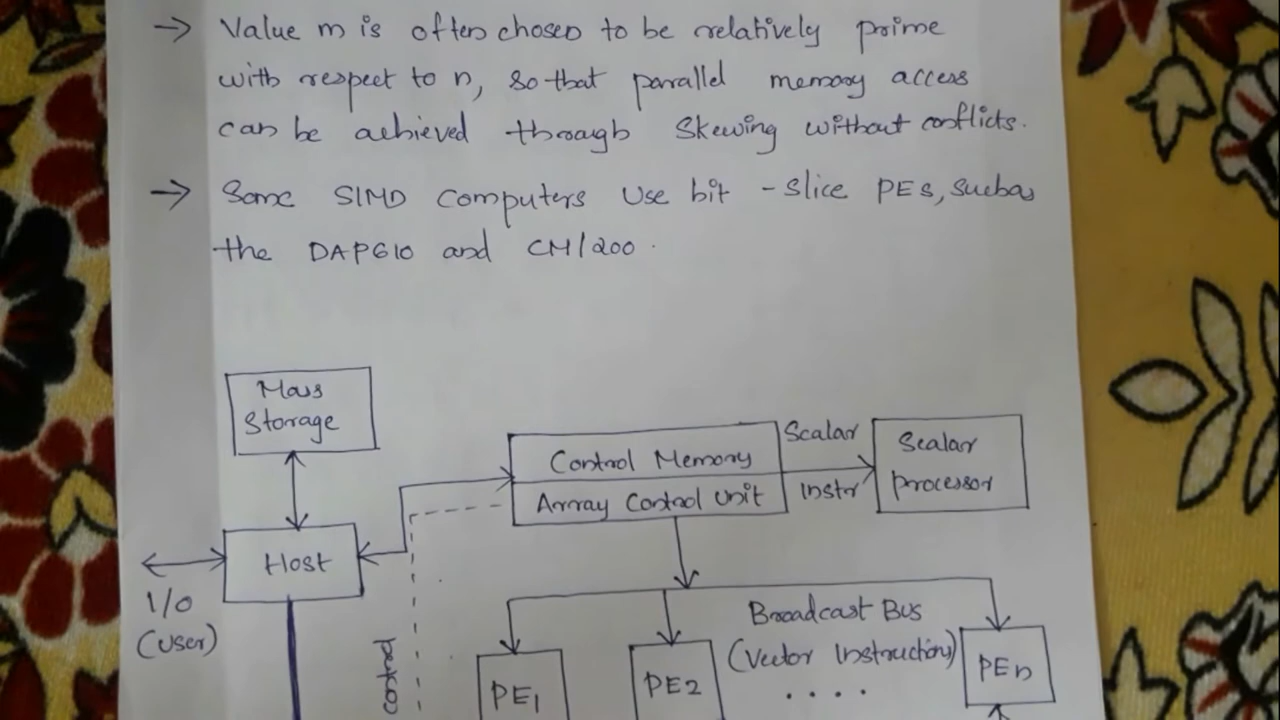 → Value m is often chosen to be relatively prime
with respect to n, so that parallel memory access
can be achieved through skewing without conflicts.
→ Some SIMD computers use bit - slice PEs, such as
the DAP610 and CM/200.
Mass
Storage
Control Memory
Array Control Unit
Scalar
Instr
Scalar
processor
Host
I/O
(User)
control
Broadcast Bus
(Vector Instruction)
PE1
PE2
. . . .
PEn